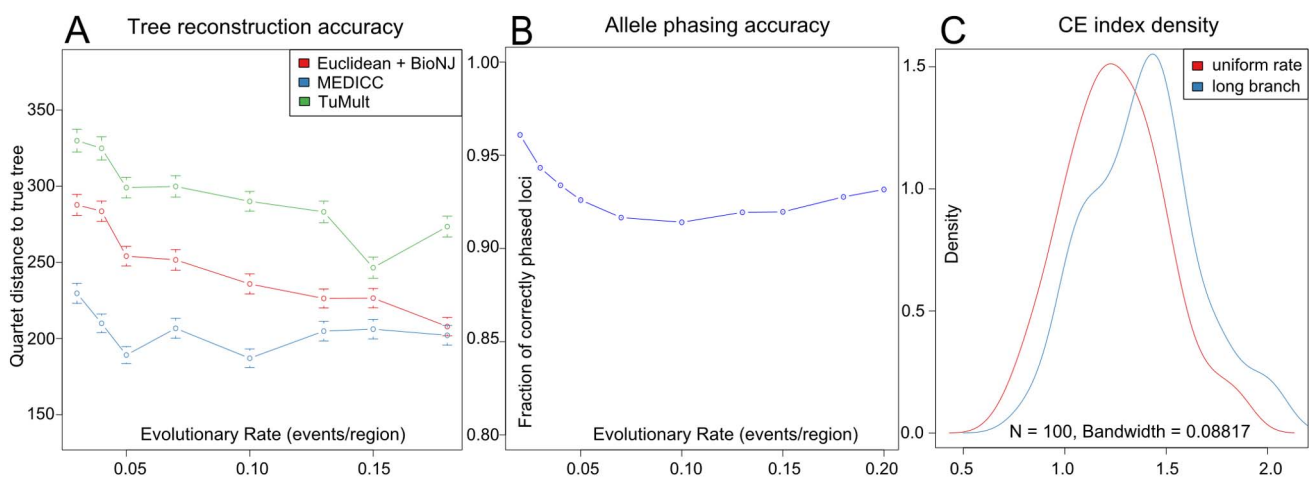 A
Tree reconstruction accuracy
Euclidean + BioNJ
MEDICC
TuMult
Quartet distance to true tree
350
300
250
200
150
Evolutionary Rate (events/region)
0.05
0.10
0.15
B
Allele phasing accuracy
Fraction of correctly phased loci
1.00
0.95
0.90
0.85
0.80
Evolutionary Rate (events/region)
0.05
0.10
0.15
0.20
C
CE index density
uniform rate
long branch
Density
1.5
1.0
0.5
0.0
N = 100, Bandwidth = 0.08817
0.5
1.0
1.5
2.0